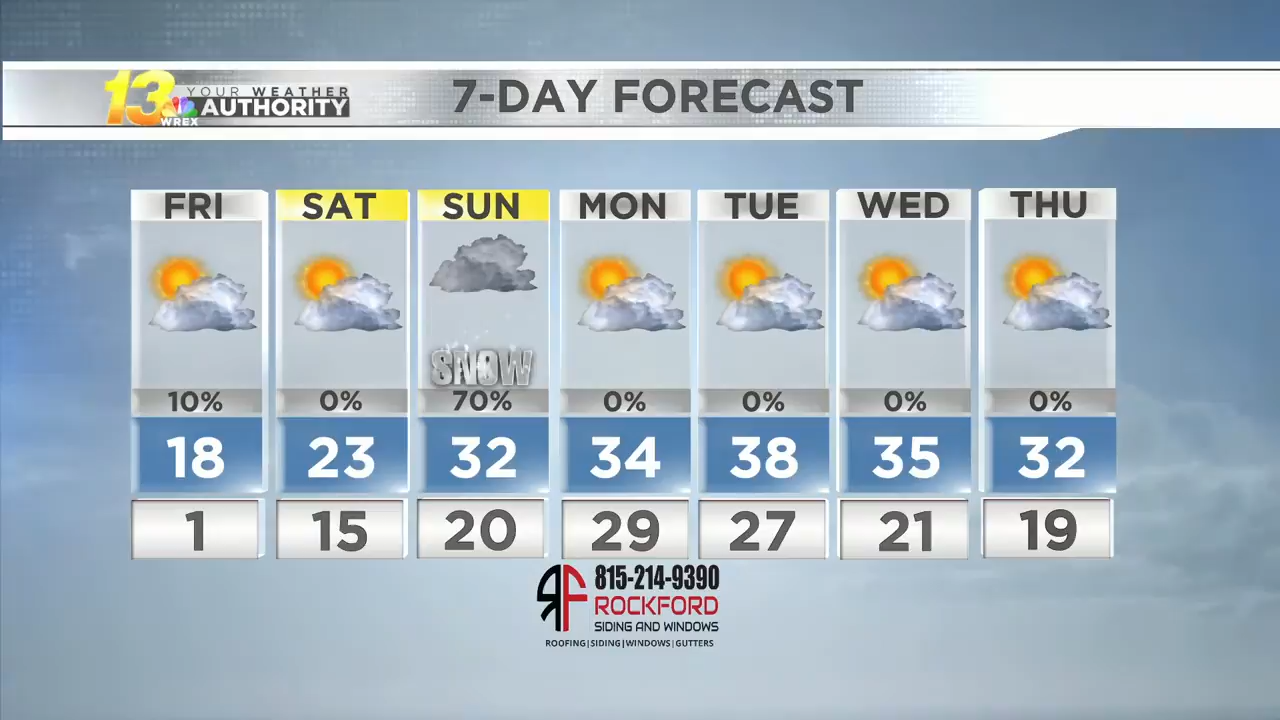 13 WREX YOUR WEATHER AUTHORITY
7-DAY FORECAST
FRI SAT SUN MON TUE WED THU
SNOW
10% 0% 70% 0% 0% 0% 0%
18 23 32 34 38 35 32
1 15 20 29 27 21 19
RF
815-214-9390
ROCKFORD
SIDING AND WINDOWS
ROOFING|SIDING|WINDOWS|GUTTERS